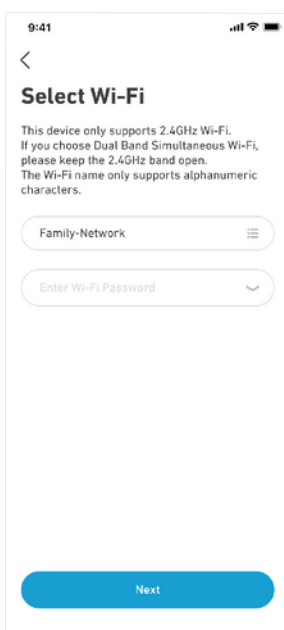 9:41
Select Wi-Fi
This device only supports 2.4GHz Wi-Fi.
If you choose Dual Band Simultaneous Wi-Fi,
please keep the 2.4GHz band open.
The Wi-Fi name only supports alphanumeric
characters.
Family-Network
Enter Wi-Fi Password
Next